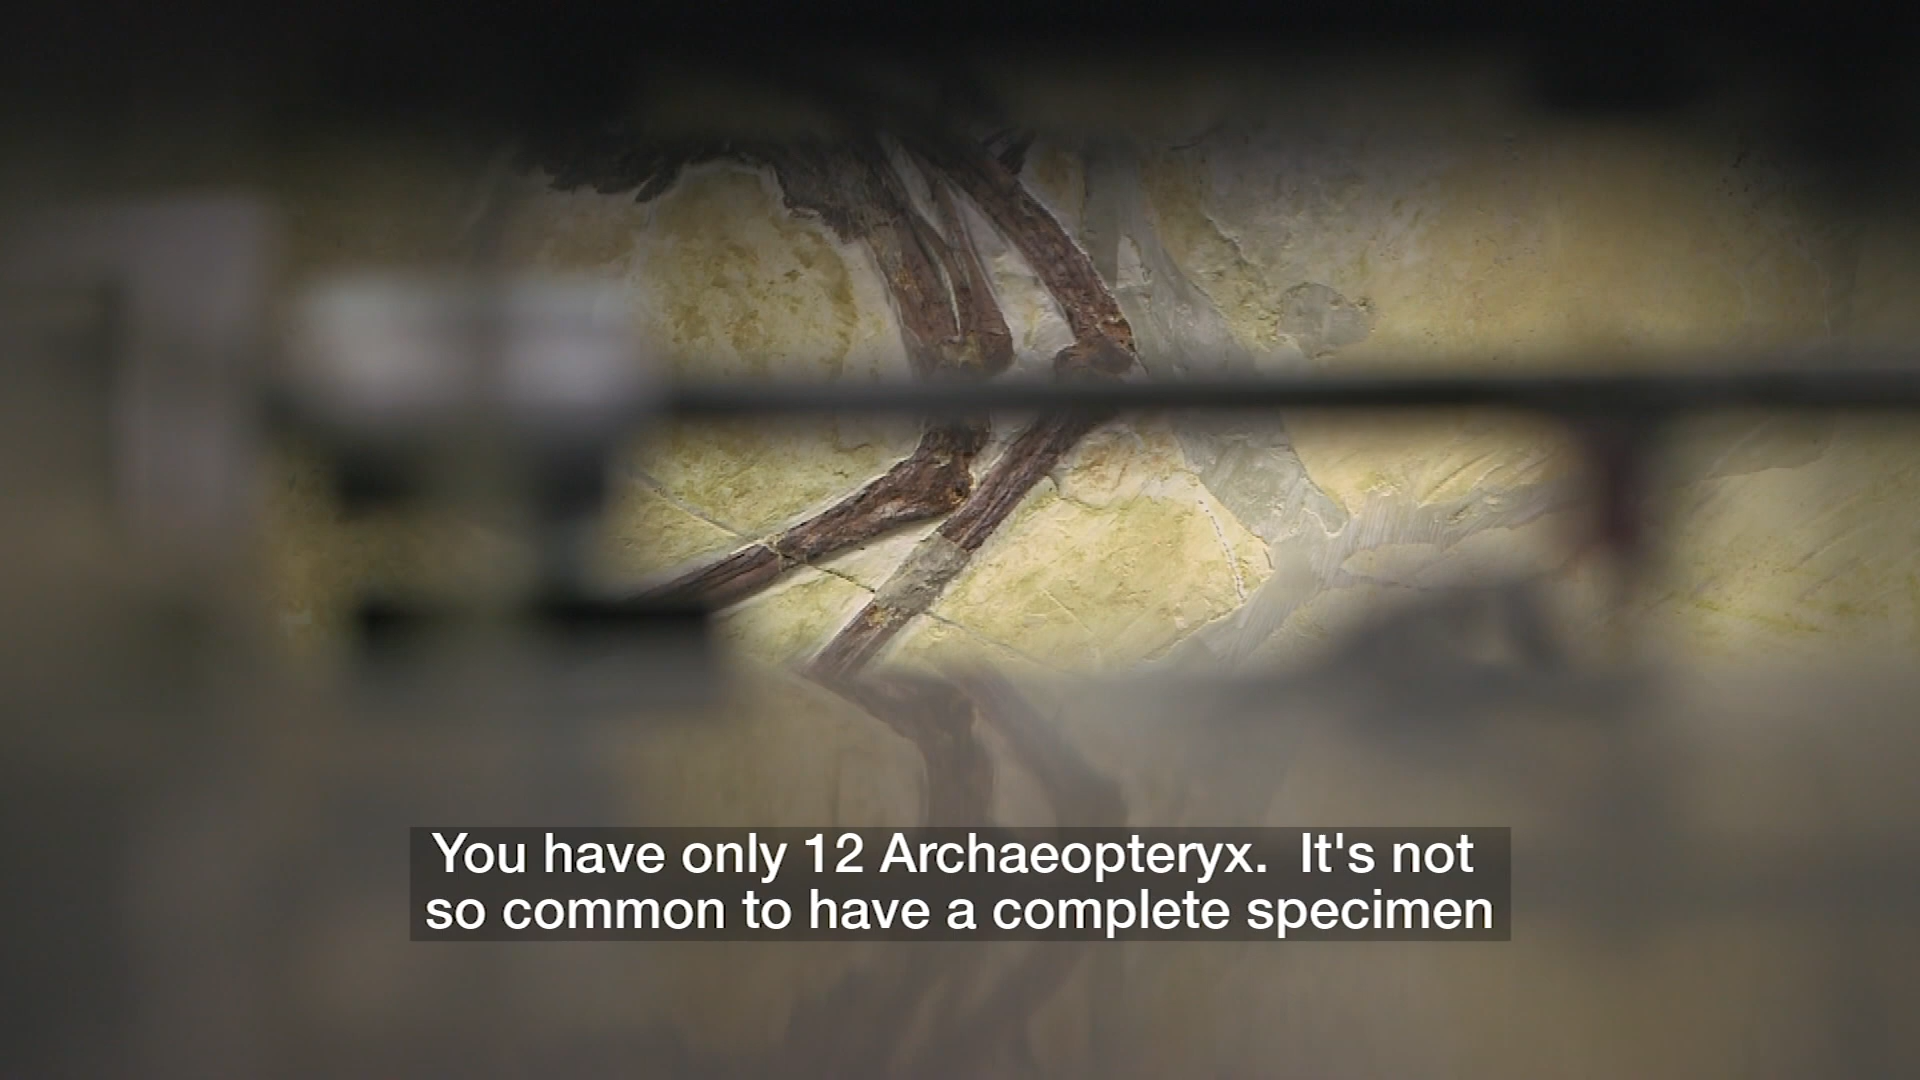 You have only 12 Archaeopteryx.  It's not
so common to have a complete specimen